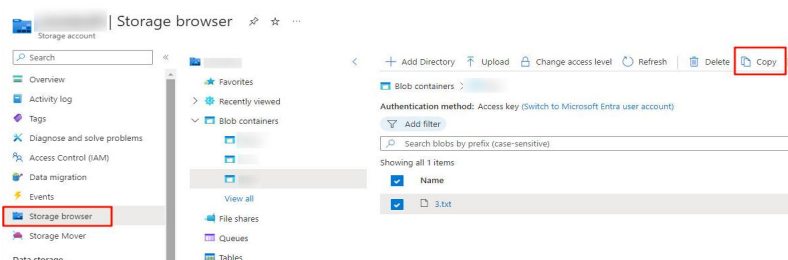 | Storage browser
Storage account
Search
Overview
Activity log
Tags
Diagnose and solve problems
Access Control (IAM)
Data migration
Events
Storage browser
Storage Mover
Data storage
Favorites
Recently viewed
Blob containers
View all
File shares
Queues
Tables
Add Directory Upload Change access level Refresh Delete Copy
Blob containers >
Authentication method: Access key (Switch to Microsoft Entra user account)
Add filter
Search blobs by prefix (case-sensitive)
Showing all 1 items
Name
3.txt